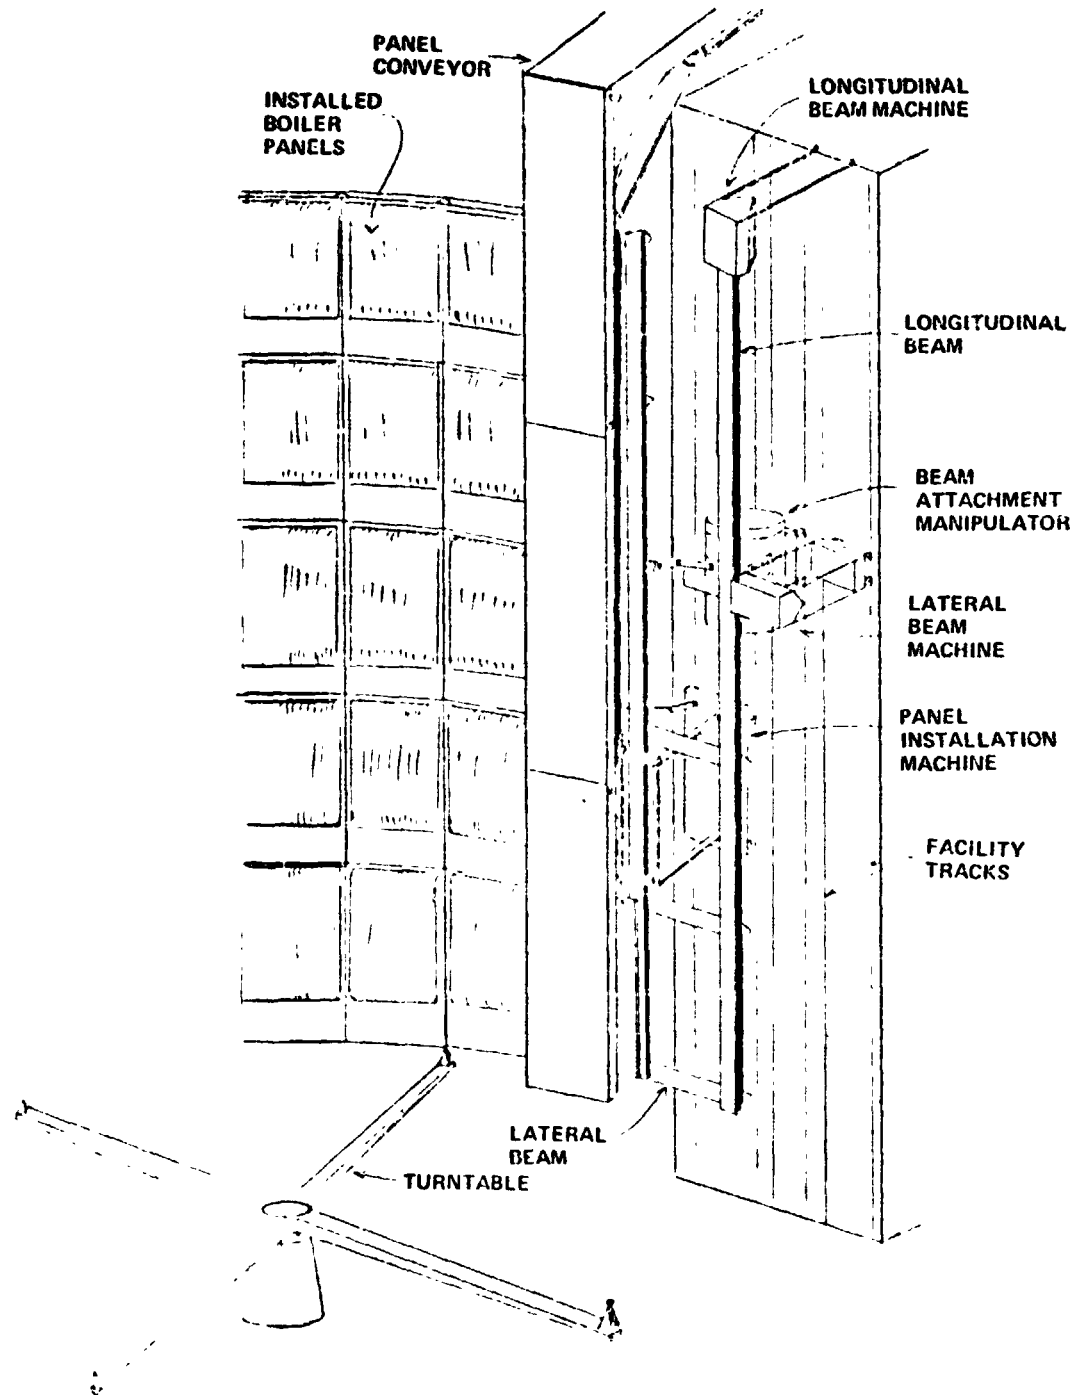 PANEL
CONVEYOR
INSTALLED
BOILER
PANELS
LONGITUDINAL
BEAM MACHINE
LONGITUDINAL
BEAM
BEAM
ATTACHMENT
MANIPULATOR
LATERAL
BEAM
MACHINE
PANEL
INSTALLATION
MACHINE
FACILITY
TRACKS
LATERAL
BEAM
TURNTABLE